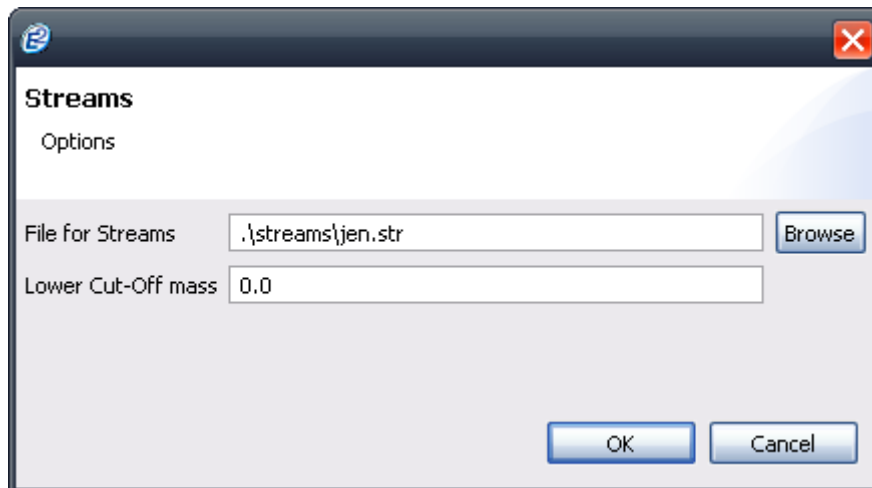 Streams
Options
File for Streams .\streams\jen.str Browse
Lower Cut-Off mass 0.0
OK Cancel